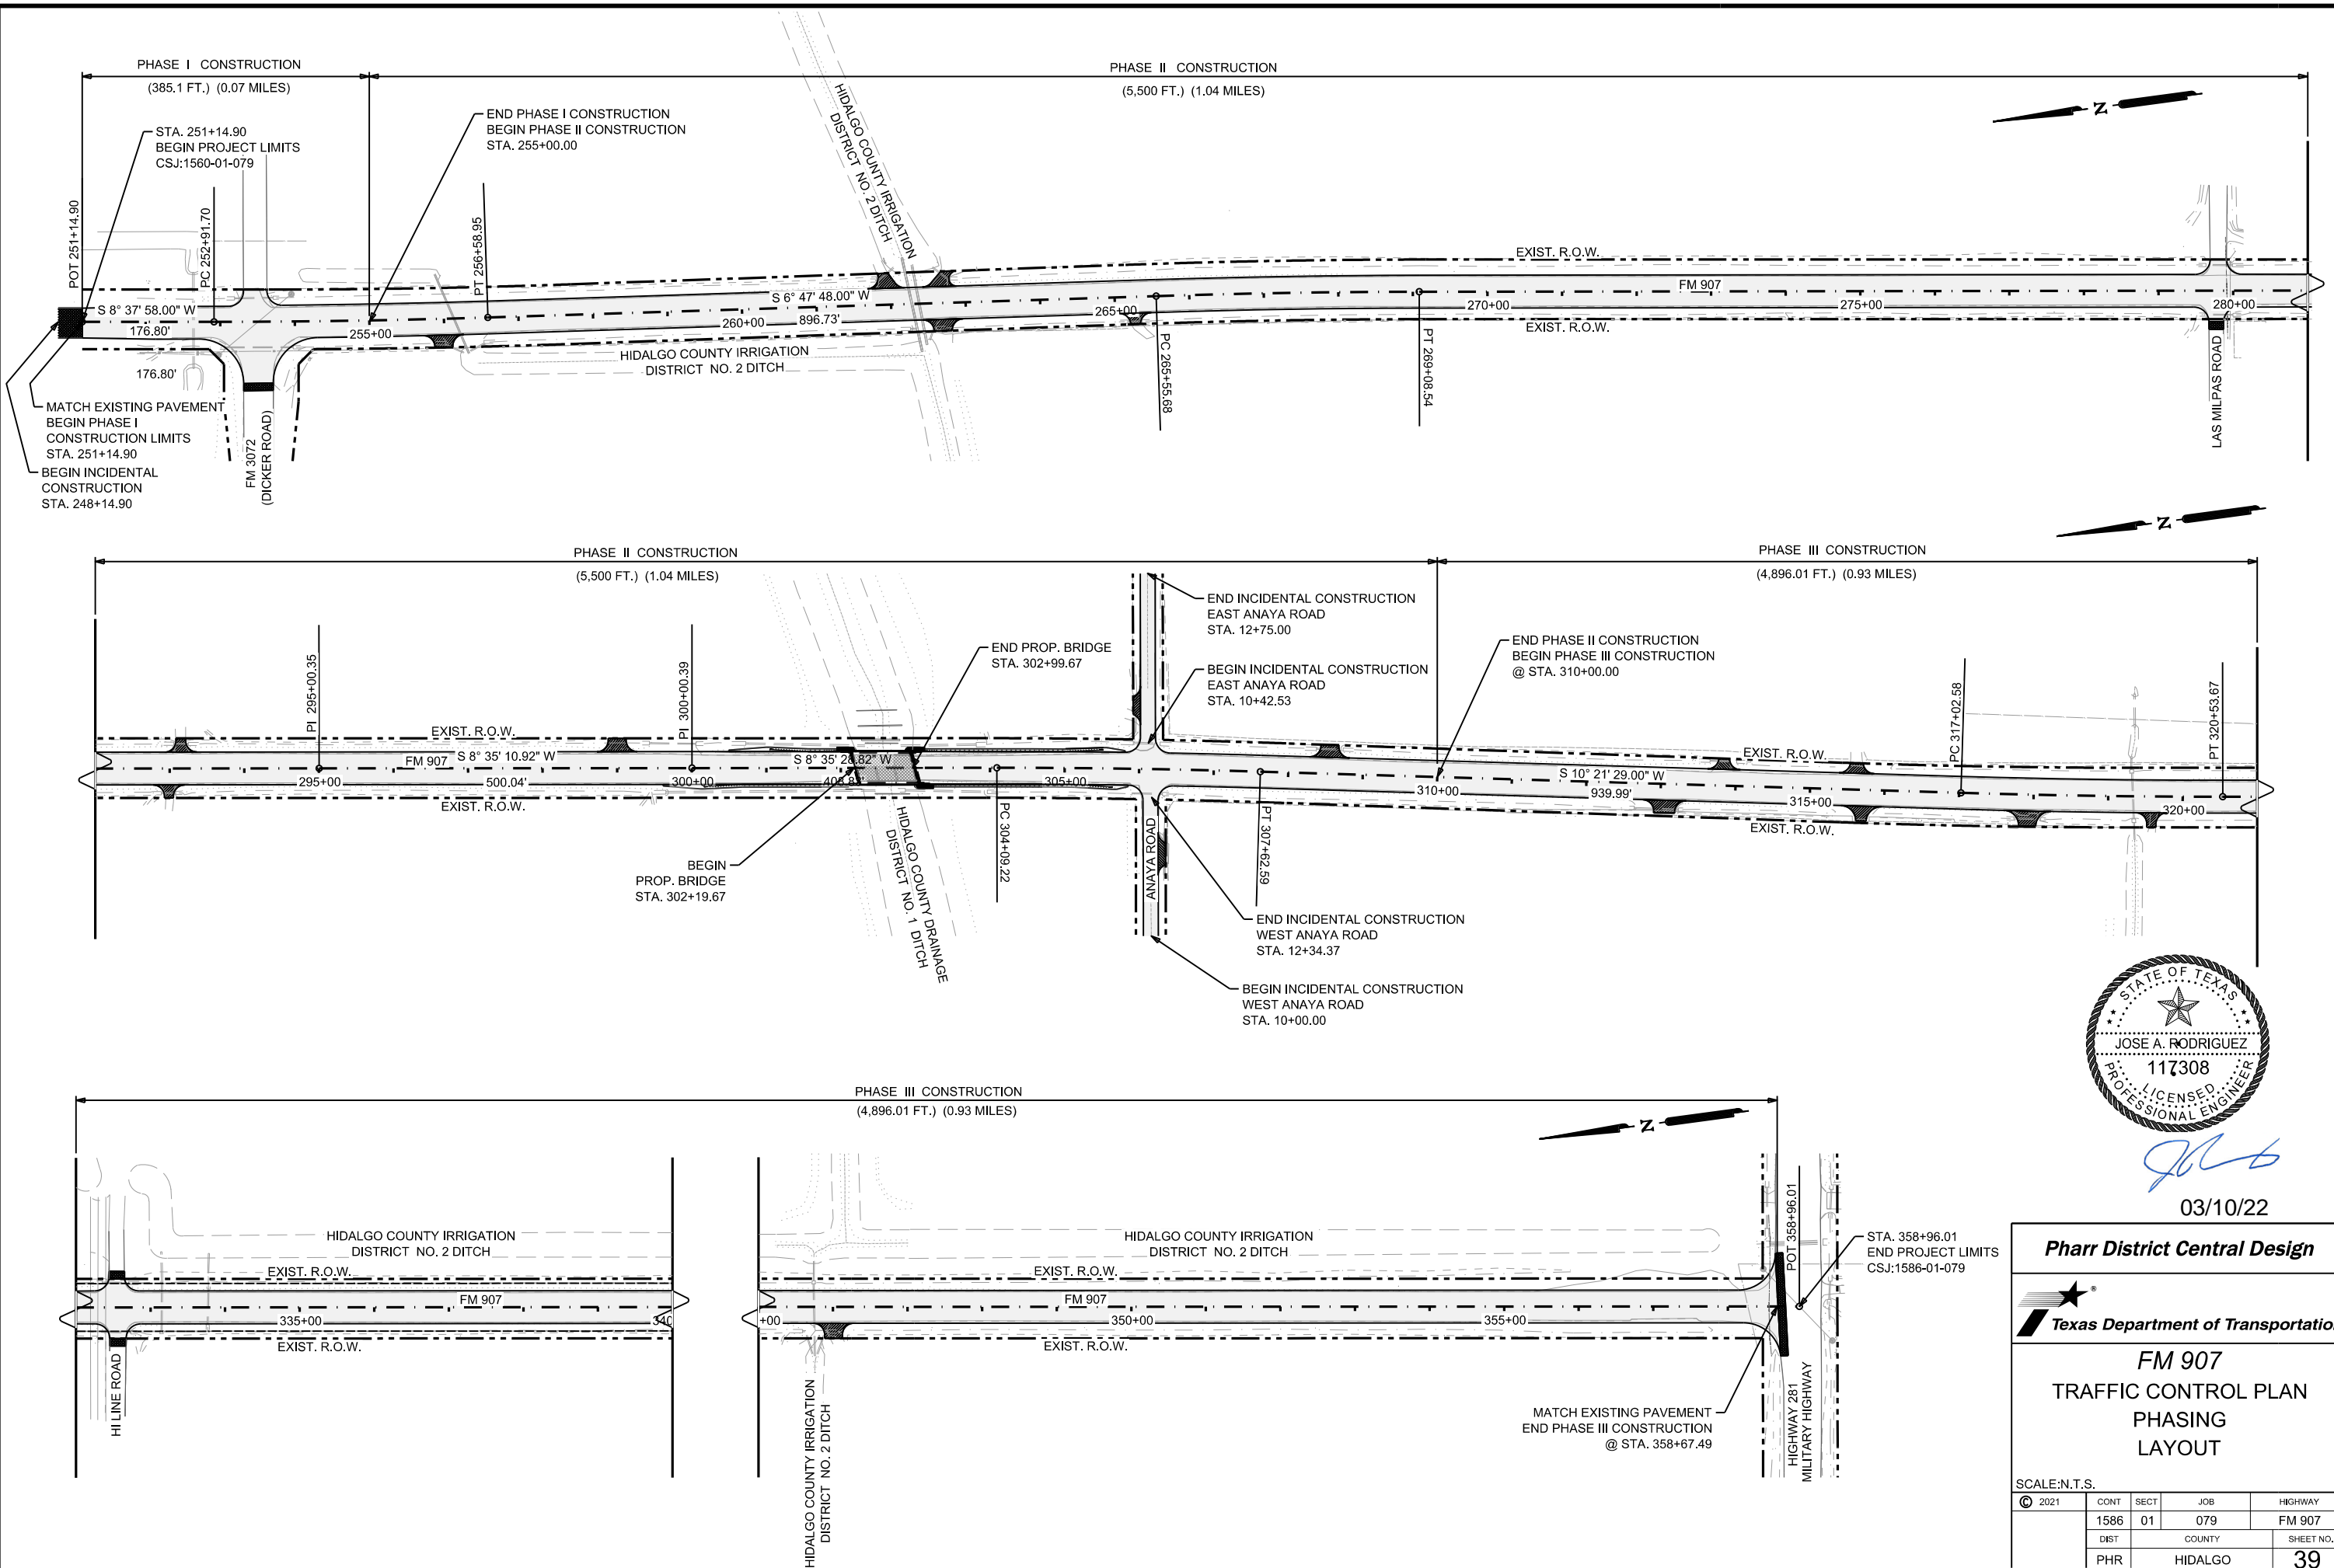 PHASE I CONSTRUCTION
(385.1 FT.) (0.07 MILES)
PHASE II CONSTRUCTION
(5,500 FT.) (1.04 MILES)
Z
STA. 251+14.90
BEGIN PROJECT LIMITS
CSJ:1560-01-079
END PHASE I CONSTRUCTION
BEGIN PHASE II CONSTRUCTION
STA. 255+00.00
HIDALGO COUNTY IRRIGATION
DISTRICT NO. 2 DITCH
POT 251+14.90
PC 252+91.70
PT 256+58.95
EXIST. R.O.W.
S 8° 37' 58.00" W
176.80'
255+00
S 6° 47' 48.00" W
260+00
896.73'
265+00
270+00
FM 907
275+00
280+00
EXIST. R.O.W.
176.80'
HIDALGO COUNTY IRRIGATION
DISTRICT NO. 2 DITCH
PC 265+55.68
PT 269+08.54
LAS MILPAS ROAD
MATCH EXISTING PAVEMENT
BEGIN PHASE I
CONSTRUCTION LIMITS
STA. 251+14.90
BEGIN INCIDENTAL
CONSTRUCTION
STA. 248+14.90
FM 3072
(DICKER ROAD)
Z
PHASE II CONSTRUCTION
(5,500 FT.) (1.04 MILES)
PHASE III CONSTRUCTION
(4,896.01 FT.) (0.93 MILES)
END INCIDENTAL CONSTRUCTION
EAST ANAYA ROAD
STA. 12+75.00
END PROP. BRIDGE
STA. 302+99.67
BEGIN INCIDENTAL CONSTRUCTION
EAST ANAYA ROAD
STA. 10+42.53
END PHASE II CONSTRUCTION
BEGIN PHASE III CONSTRUCTION
@ STA. 310+00.00
PI 295+00.35
PI 300+00.39
PC 317+02.58
PT 320+53.67
EXIST. R.O.W.
FM 907
S 8° 35' 10.92" W
295+00
500.04'
300+00
S 8° 35' 28.82" W
305+00
EXIST. R.O.W.
EXIST. R.O.W.
S 10° 21' 29.00" W
310+00
939.99'
315+00
320+00
EXIST. R.O.W.
BEGIN
PROP. BRIDGE
STA. 302+19.67
HIDALGO COUNTY DRAINAGE
DISTRICT NO. 1 DITCH
PC 304+09.22
ANAYA ROAD
PT 307+62.59
END INCIDENTAL CONSTRUCTION
WEST ANAYA ROAD
STA. 12+34.37
BEGIN INCIDENTAL CONSTRUCTION
WEST ANAYA ROAD
STA. 10+00.00
STATE OF TEXAS
JOSE A. RODRIGUEZ
117308
LICENSED
PROFESSIONAL ENGINEER
03/10/22
PHASE III CONSTRUCTION
(4,896.01 FT.) (0.93 MILES)
Z
HIDALGO COUNTY IRRIGATION
DISTRICT NO. 2 DITCH
EXIST. R.O.W.
FM 907
335+00
340
EXIST. R.O.W.
HI LINE ROAD
HIDALGO COUNTY IRRIGATION
DISTRICT NO. 2 DITCH
EXIST. R.O.W.
FM 907
+00
350+00
355+00
EXIST. R.O.W.
HIDALGO COUNTY IRRIGATION
DISTRICT NO. 2 DITCH
POT 358+96.01
STA. 358+96.01
END PROJECT LIMITS
CSJ:1586-01-079
MATCH EXISTING PAVEMENT
END PHASE III CONSTRUCTION
@ STA. 358+67.49
HIGHWAY 281
MILITARY HIGHWAY
Pharr District Central Design
®
Texas Department of Transportatio
FM 907
TRAFFIC CONTROL PLAN
PHASING
LAYOUT
SCALE:N.T.S.
© 2021
CONT SECT JOB HIGHWAY
1586 01 079 FM 907
DIST COUNTY SHEET NO.
PHR HIDALGO 39